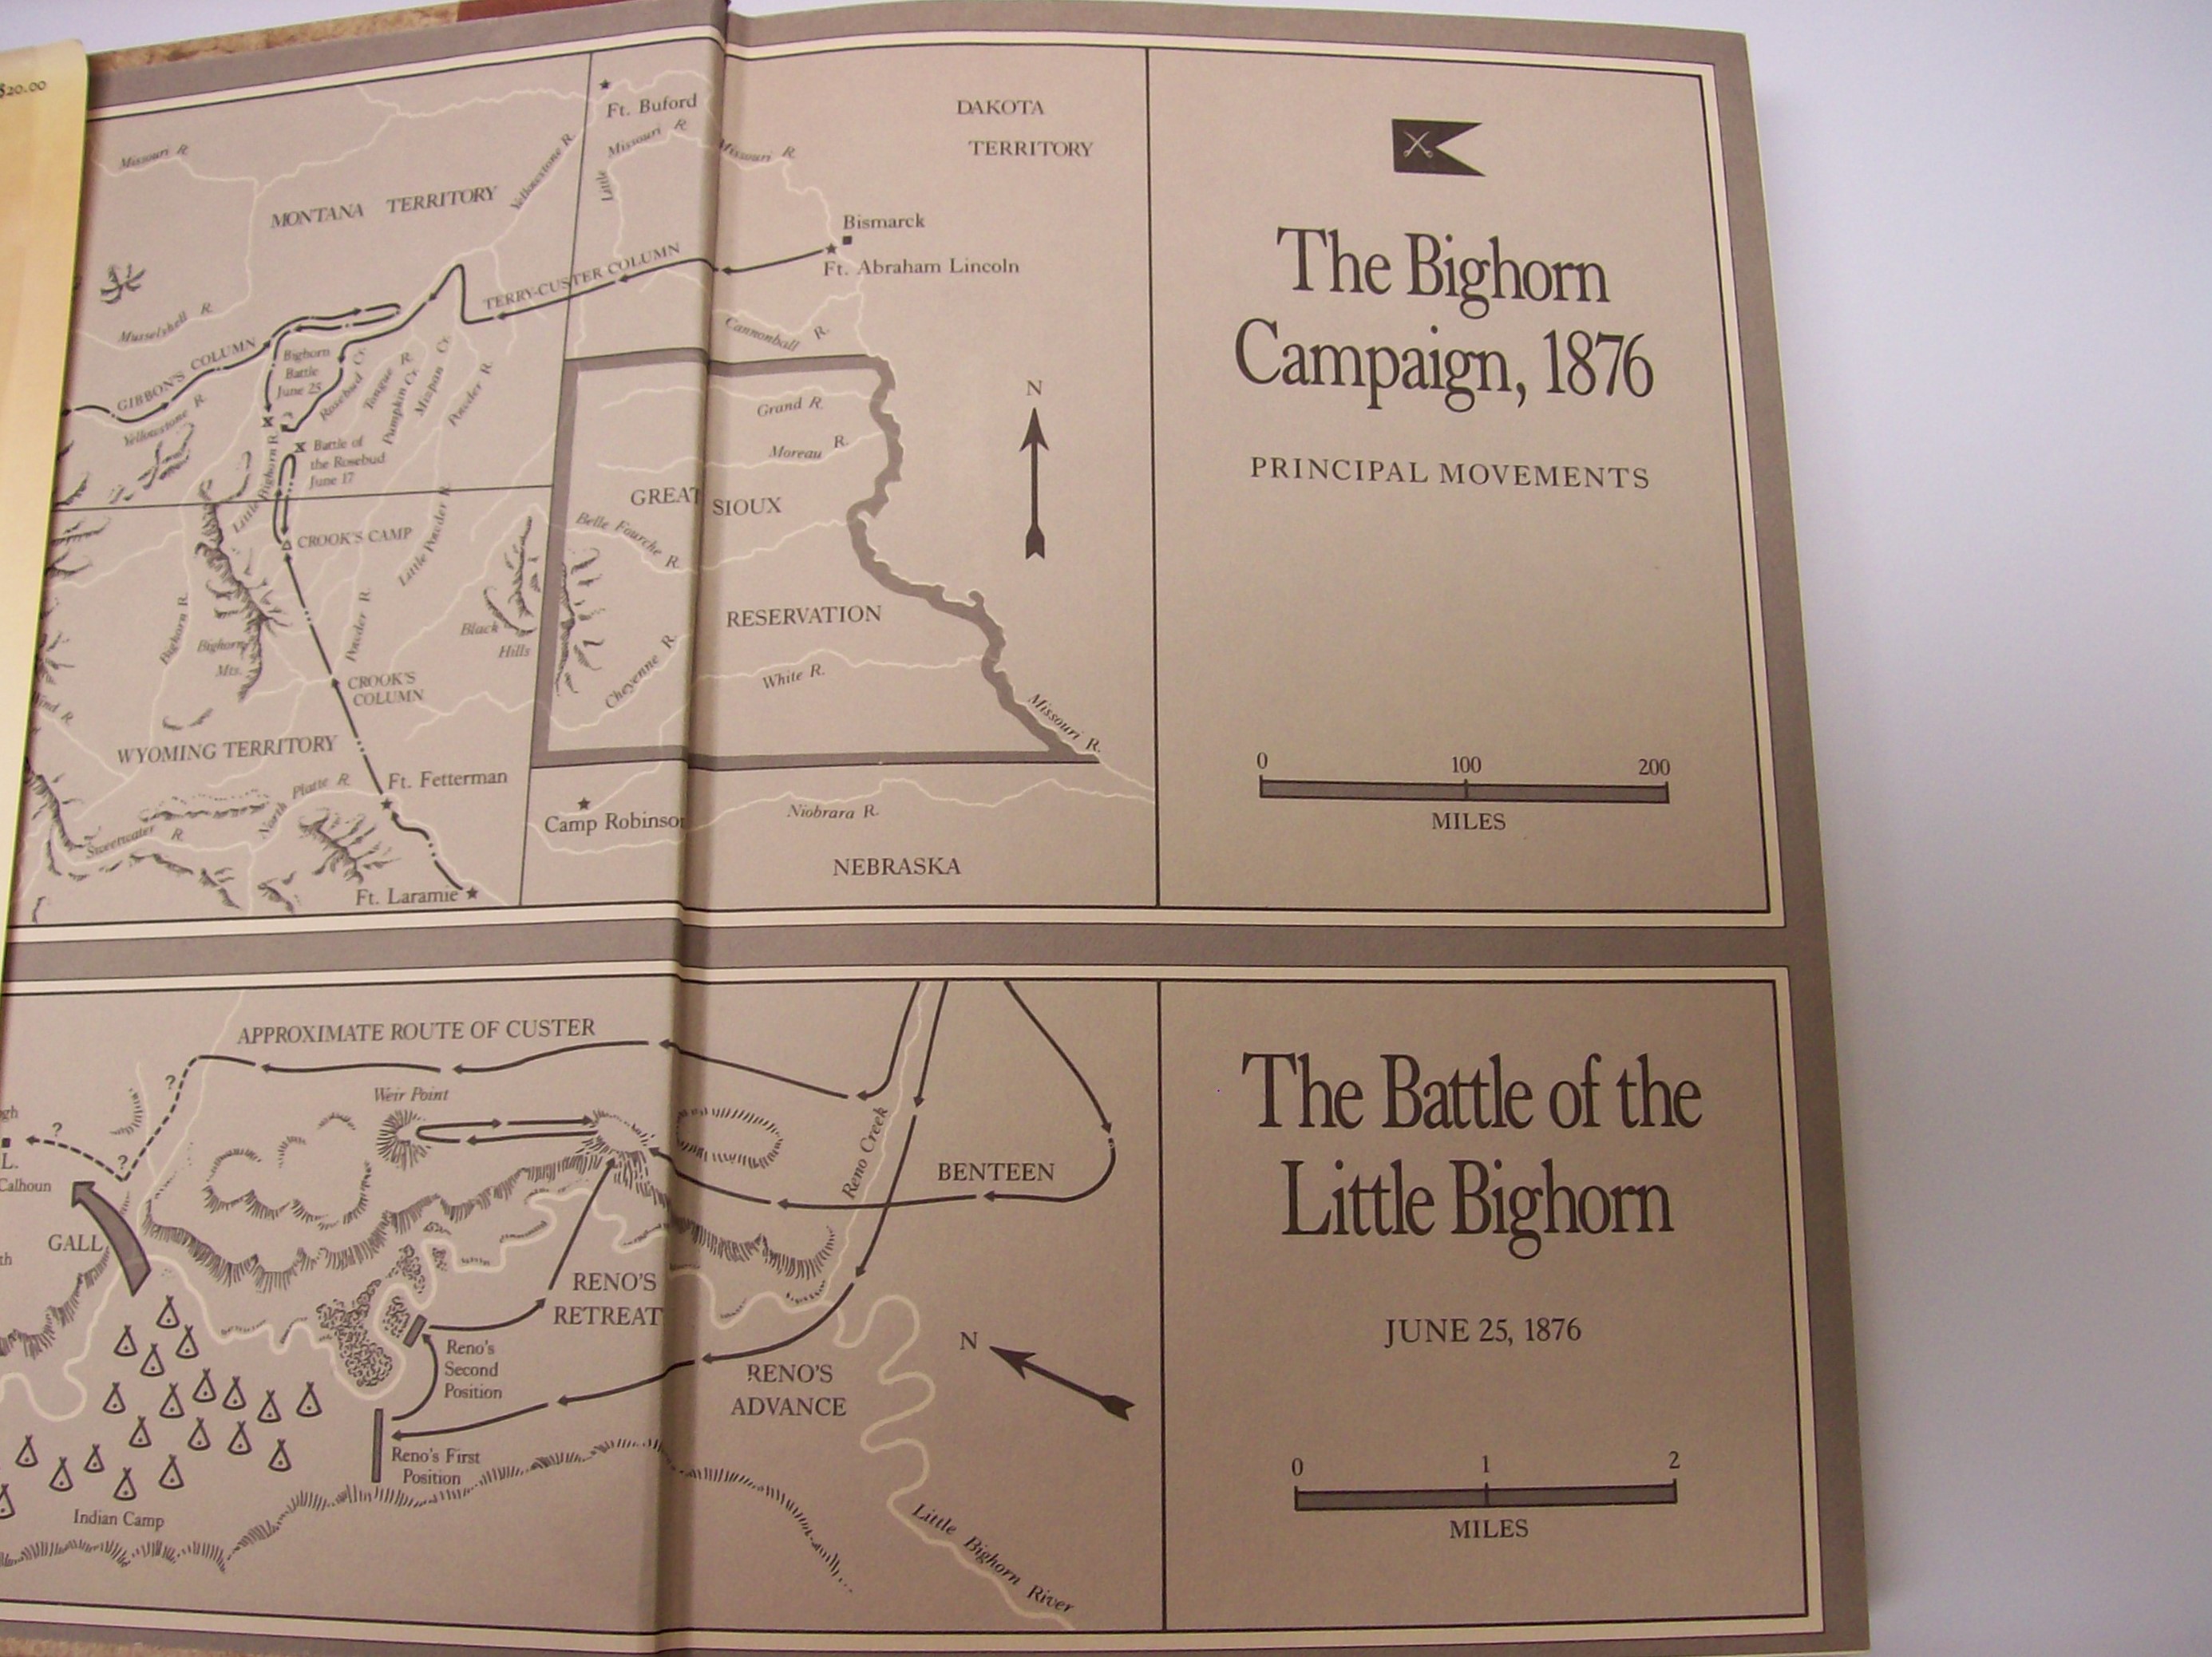 $20.00
Ft. Buford
DAKOTA
TERRITORY
Missouri R.
Little Missouri R.
Missouri R.
Yellowstone R.
MONTANA TERRITORY
Bismarck
Ft. Abraham Lincoln
TERRY-CUSTER COLUMN
Musselshell R.
Cannonball R.
GIBBON'S COLUMN
Yellowstone R.
Bighorn
Battle
June 25
Rosebud Cr.
Tongue R.
Pumpkin Cr.
Mizpah Cr.
Powder R.
N
Grand R.
Moreau R.
Battle of
the Rosebud
June 17
Little Bighorn R.
GREAT SIOUX
RESERVATION
Belle Fourche R.
CROOK'S CAMP
Little Powder R.
Bighorn R.
Bighorn
Mts.
Powder R.
Black
Hills
Cheyenne R.
White R.
Missouri R.
CROOK'S
COLUMN
WYOMING TERRITORY
Ft. Fetterman
North Platte R.
Sweetwater R.
Camp Robinson
Niobrara R.
NEBRASKA
Ft. Laramie
The Bighorn
Campaign, 1876
PRINCIPAL MOVEMENTS
0 100 200
MILES
APPROXIMATE ROUTE OF CUSTER
Weir Point
?
?
?
L.
Calhoun
GALL
Reno Creek
BENTEEN
RENO'S
RETREAT
Reno's
Second
Position
RENO'S
ADVANCE
N
Reno's First
Position
Indian Camp
Little Bighorn River
The Battle of the
Little Bighorn
JUNE 25, 1876
0 1 2
MILES